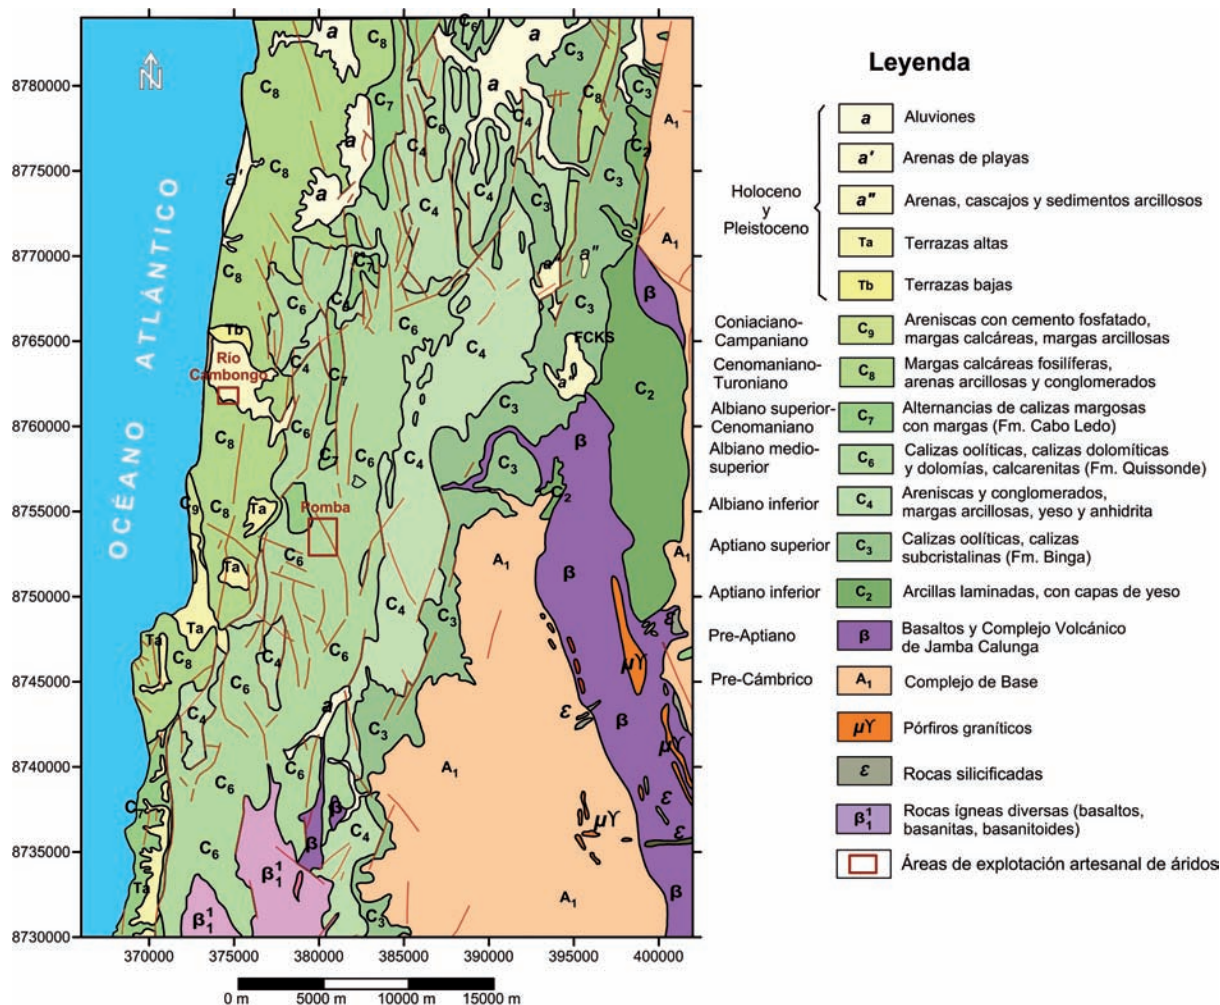 Leyenda
Holoceno
y
Pleistoceno
a Aluviones
a' Arenas de playas
a" Arenas, cascajos y sedimentos arcillosos
Ta Terrazas altas
Tb Terrazas bajas
Coniaciano-
Campaniano
C9 Areniscas con cemento fosfatado,
margas calcáreas, margas arcillosas
Cenomaniano-
Turoniano
C8 Margas calcáreas fosilíferas,
arenas arcillosas y conglomerados
Albiano superior-
Cenomaniano
C7 Alternancias de calizas margosas
con margas (Fm. Cabo Ledo)
Albiano medio-
superior
C6 Calizas oolíticas, calizas dolomíticas
y dolomías, calcarenitas (Fm. Quissonde)
Albiano inferior
C4 Areniscas y conglomerados,
margas arcillosas, yeso y anhidrita
Aptiano superior
C3 Calizas oolíticas, calizas
subcristalinas (Fm. Binga)
Aptiano inferior
C2 Arcillas laminadas, con capas de yeso
Pre-Aptiano
β Basaltos y Complejo Volcánico
de Jamba Calunga
Pre-Cámbrico
A1 Complejo de Base
μϒ Pórfiros graníticos
ε Rocas silicificadas
β1 1 Rocas ígneas diversas (basaltos,
basanitas, basanitoides)
Áreas de explotación artesanal de áridos
N
OCÉANO ATLÁNTICO
Río
Cambongo
Pomba
FCKS
8780000
8775000
8770000
8765000
8760000
8755000
8750000
8745000
8740000
8735000
8730000
370000 375000 380000 385000 390000 395000 400000
0 m 5000 m 10000 m 15000 m